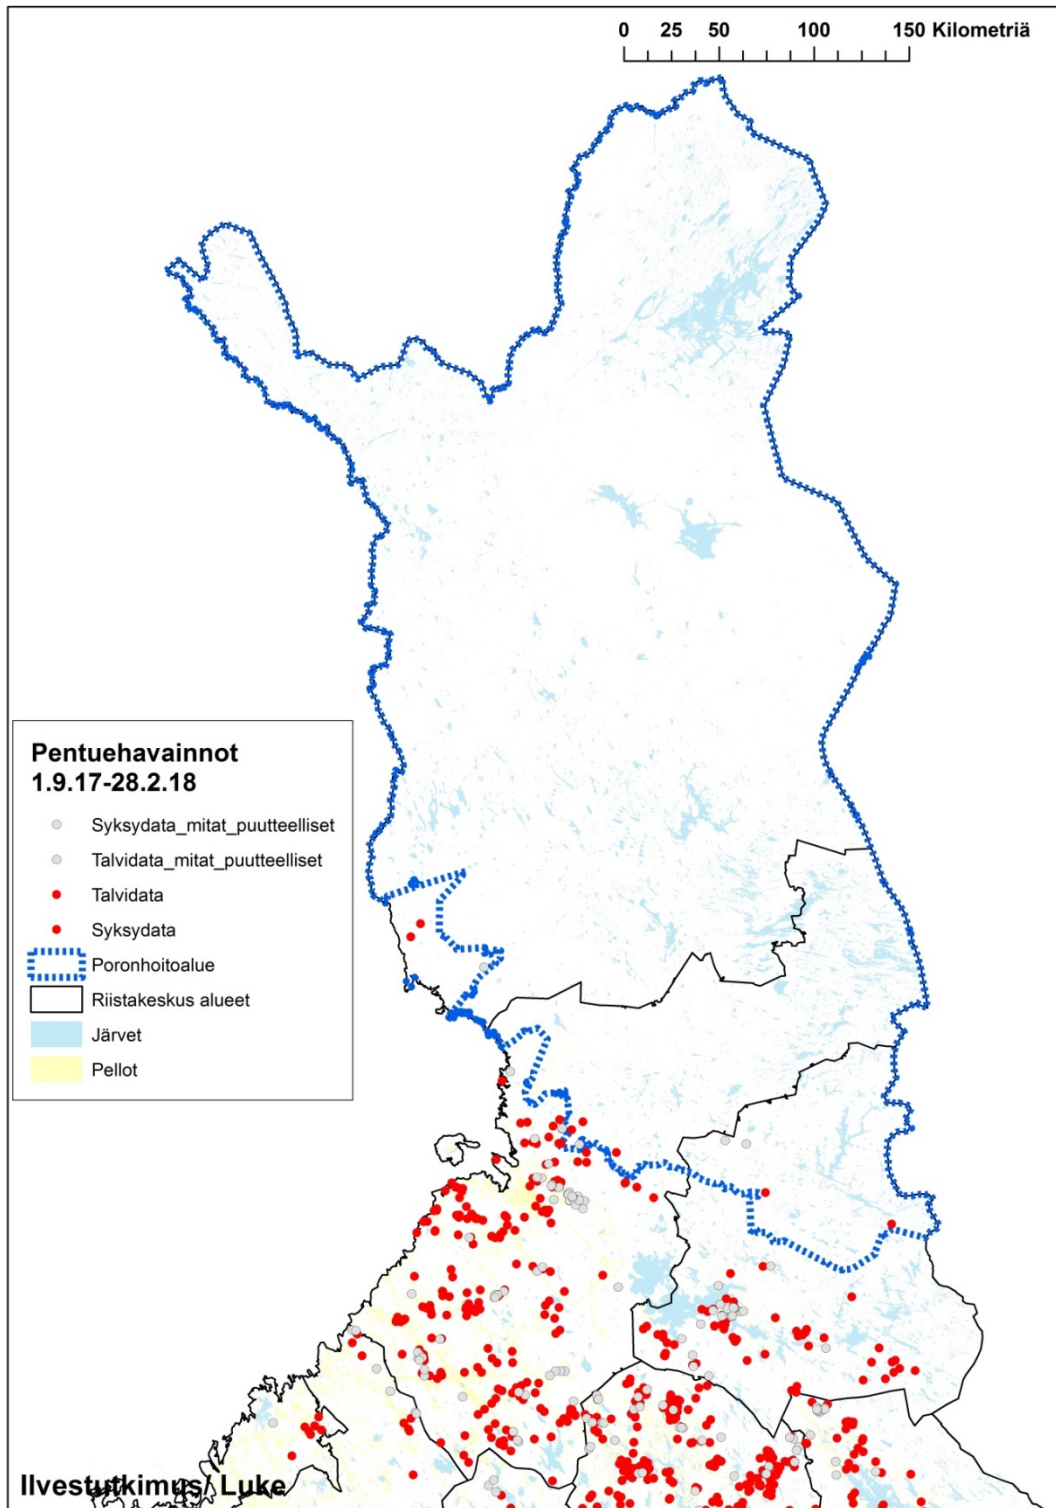 0 25 50 100 150 Kilometriä
Pentuehavainnot
1.9.17-28.2.18
Syksydata_mitat_puutteelliset
Talvidata_mitat_puutteelliset
Talvidata
Syksydata
Poronhoitoalue
Riistakeskus alueet
Järvet
Pellot
Ilvestutkimus/ Luke